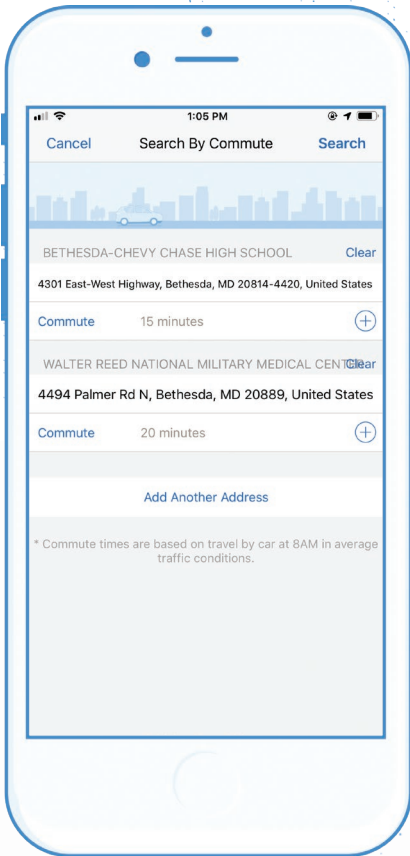 1:05 PM
Cancel Search By Commute Search
BETHESDA-CHEVY CHASE HIGH SCHOOL Clear
4301 East-West Highway, Bethesda, MD 20814-4420, United States
Commute 15 minutes
WALTER REED NATIONAL MILITARY MEDICAL CENTER Clear
4494 Palmer Rd N, Bethesda, MD 20889, United States
Commute 20 minutes
Add Another Address
* Commute times are based on travel by car at 8AM in average
traffic conditions.